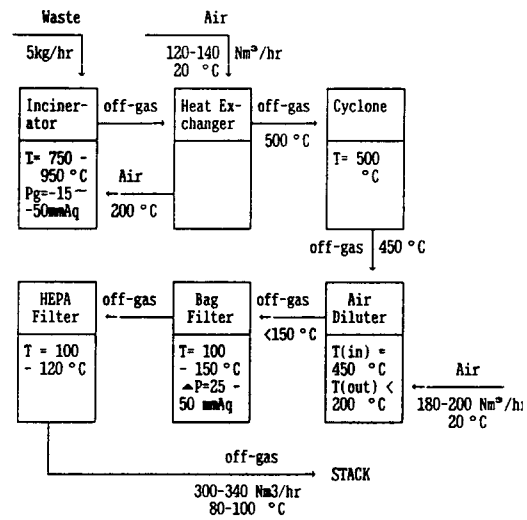 Waste
Air
5kg/hr
120-140 Nm³/hr
20 °C
Inciner-
ator
off-gas
Heat Ex-
changer
off-gas
500 °C
Cyclone
T= 750 -
950 °C
Pg=-15~
-50mmAq
Air
200 °C
T= 500
°C
off-gas 450 °C
HEPA
Filter
off-gas
Bag
Filter
off-gas
<150 °C
Air
Diluter
T = 100
- 120 °C
T= 100
- 150 °C
▲P=25 -
50 mmAq
T(in) =
450 °C
T(out) <
200 °C
Air
180-200 Nm³/hr
20 °C
off-gas
300-340 Nm3/hr
80-100 °C
STACK